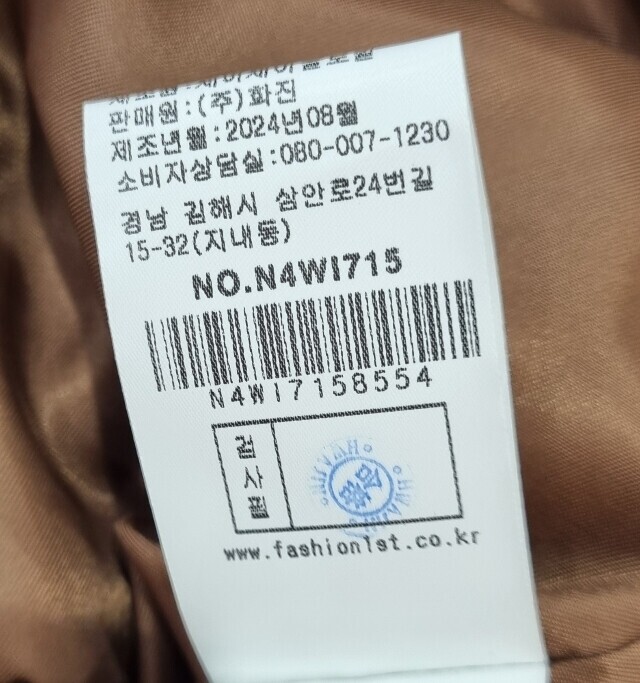 판매원:(주)화진
제조년월:2024년08월
소비자상담실:080-007-1230
경남 김해시 삼안로24번길
15-32(지내동)
NO.N4WI715
N4WI7158554
검사필
www.fashion1st.co.kr